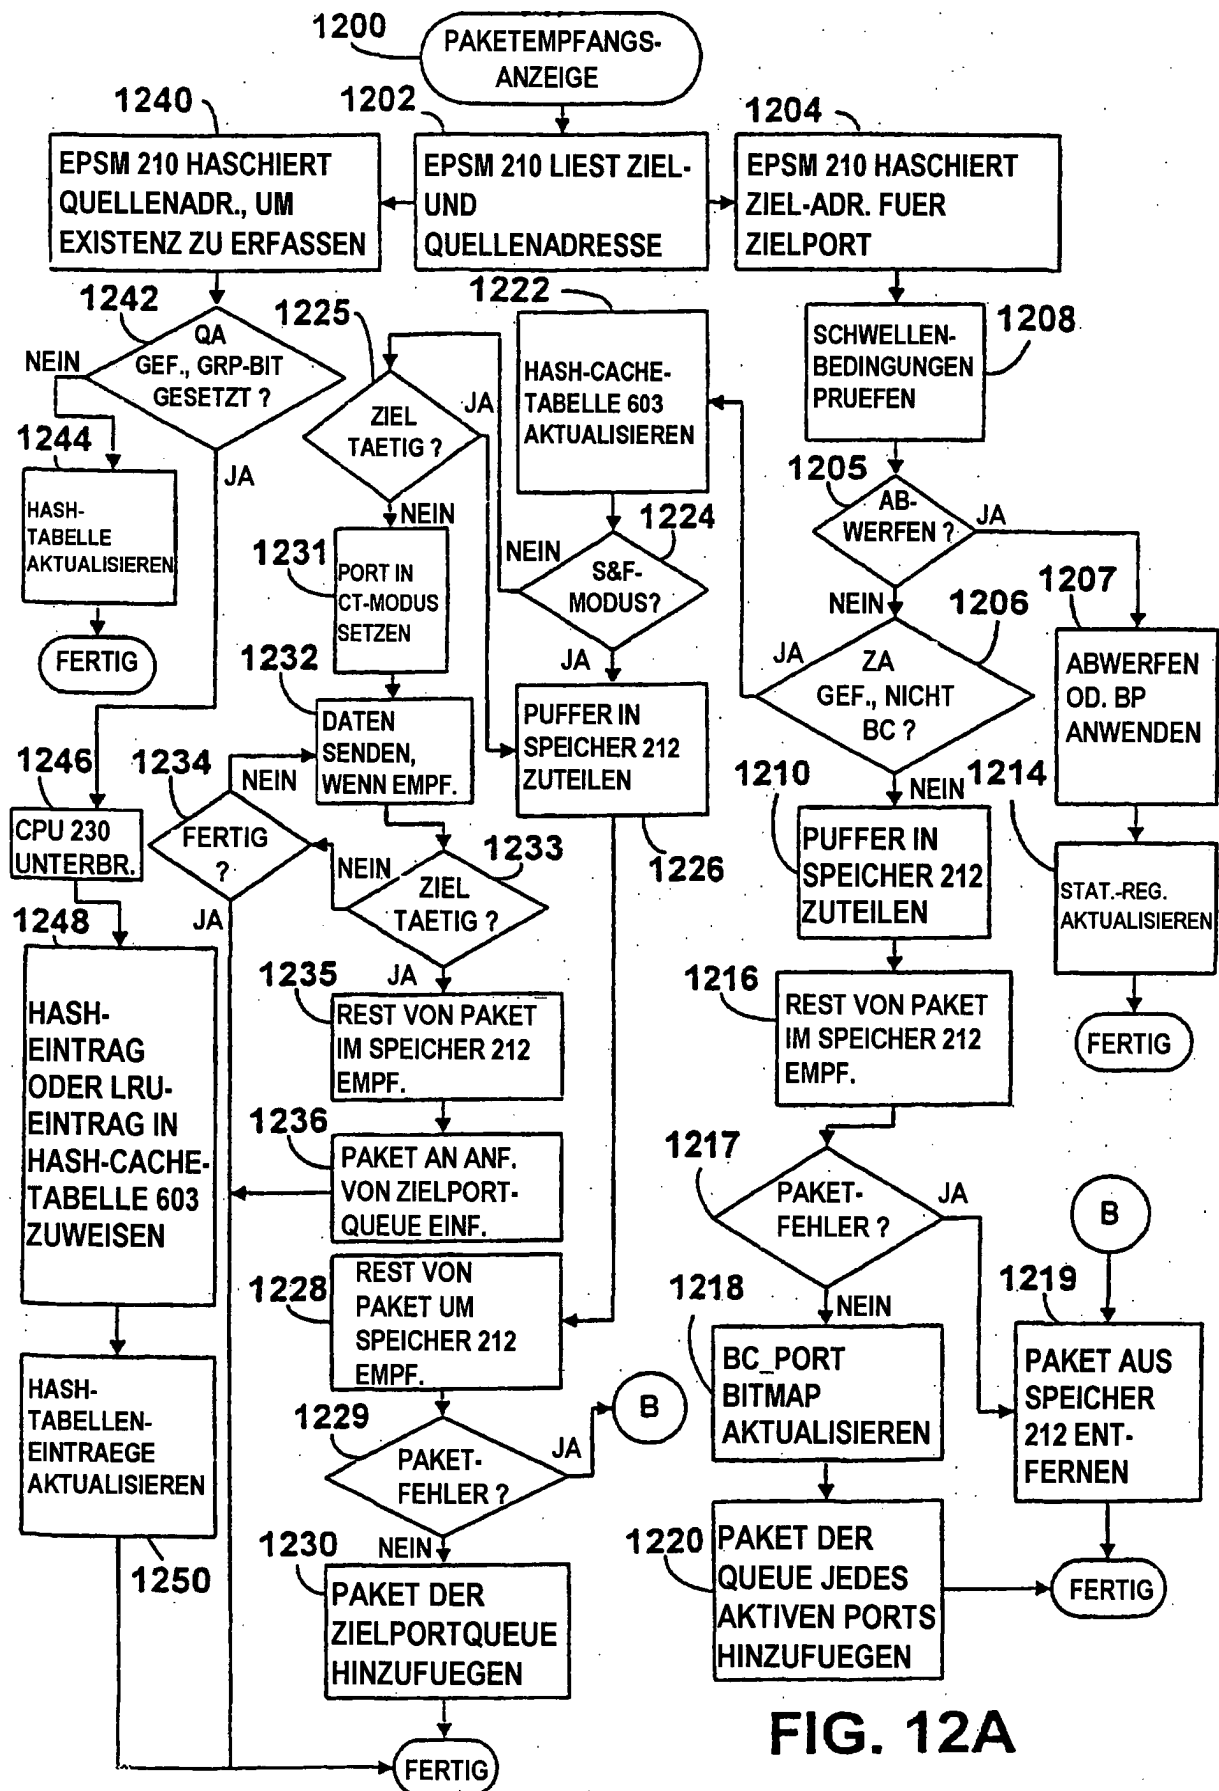 1200
PAKETEMPFANGS-
ANZEIGE
1240
1202
1204
EPSM 210 HASCHIERT
QUELLENADR., UM
EXISTENZ ZU ERFASSEN
EPSM 210 LIEST ZIEL-
UND
QUELLENADRESSE
EPSM 210 HASCHIERT
ZIEL-ADR. FUER
ZIELPORT
1242
QA
GEF., GRP-BIT
GESETZT ?
NEIN
JA
1244
HASH-
TABELLE
AKTUALISIEREN
FERTIG
1225
ZIEL
TAETIG ?
JA
NEIN
1222
HASH-CACHE-
TABELLE 603
AKTUALISIEREN
1208
SCHWELLEN-
BEDINGUNGEN
PRUEFEN
1205
AB-
WERFEN ?
JA
NEIN
1224
S&F-
MODUS?
NEIN
JA
1231
PORT IN
CT-MODUS
SETZEN
1207
ABWERFEN
OD. BP
ANWENDEN
1206
ZA
GEF., NICHT
BC ?
JA
NEIN
1232
DATEN
SENDEN,
WENN EMPF.
PUFFER IN
SPEICHER 212
ZUTEILEN
1226
1246
CPU 230
UNTERBR.
1234
FERTIG
?
NEIN
JA
1233
ZIEL
TAETIG ?
NEIN
JA
1210
PUFFER IN
SPEICHER 212
ZUTEILEN
1214
STAT.-REG.
AKTUALISIEREN
FERTIG
1248
HASH-
EINTRAG
ODER LRU-
EINTRAG IN
HASH-CACHE-
TABELLE 603
ZUWEISEN
1235
REST VON PAKET
IM SPEICHER 212
EMPF.
1216
REST VON PAKET
IM SPEICHER 212
EMPF.
1236
PAKET AN ANF.
VON ZIELPORT-
QUEUE EINF.
1217
PAKET-
FEHLER ?
JA
NEIN
B
1228
REST VON
PAKET UM
SPEICHER 212
EMPF.
1218
BC_PORT
BITMAP
AKTUALISIEREN
1219
PAKET AUS
SPEICHER
212 ENT-
FERNEN
HASH-
TABELLEN-
EINTRAEGE
AKTUALISIEREN
1250
1229
PAKET-
FEHLER ?
JA
B
NEIN
1230
PAKET DER
ZIELPORTQUEUE
HINZUFUEGEN
1220
PAKET DER
QUEUE JEDES
AKTIVEN PORTS
HINZUFUEGEN
FERTIG
FERTIG
FIG. 12A